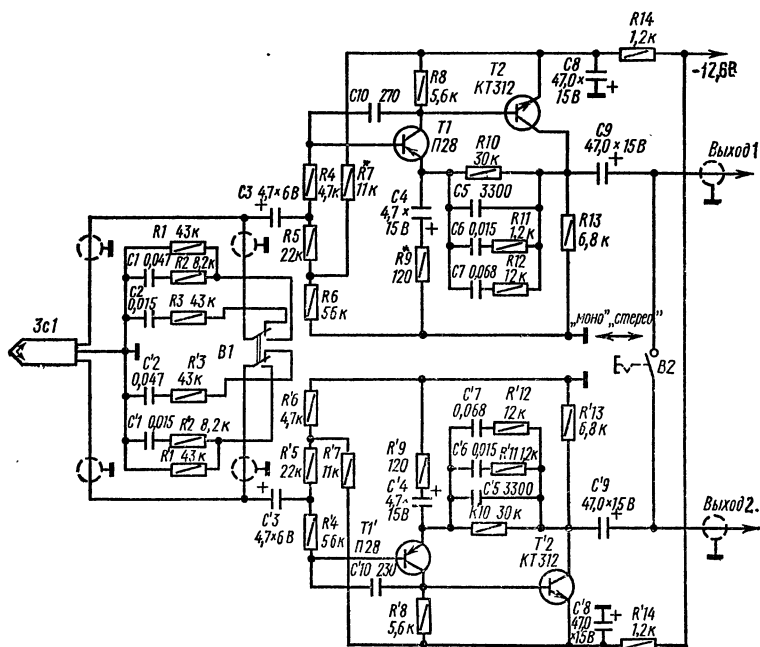 R14
1,2к
-12,6В
C8
47,0×
15В
+
T2
КТ312
R8
5,6к
C10 270
T1
П28
C9
47,0×15В
+
Выход 1
R10
30к
R4
4,7к
R7*
11к
C3 4,7×6В
+
C4
4,7×
15В
+
C5 3300
C6 0,015
R11
1,2к
R12
12к
C7 0,068
R13
6,8к
R5
22к
R9*
120
R6
56к
R1 43к
C1 0,047
R2 8,2к
C2
0,015
R3 43к
Зс1
В1
„моно" „стерео"
В2
C'2
0,047
R'3
43к
C'1 0,015
R'2 8,2к
R'1 43к
R'6
4,7к
R'5
22к
R'7
11к
R'9
120
C'4
4,7×
15В
+
C'7
0,068
R'12
12к
C'6 0,015
R'11 1,2к
C'5 3300
R'10 30к
R'13
6,8к
C'9
47,0×15В
+
Выход 2.
+
C'3
4,7×6В
R'4
56к
T1'
П28
C'10 230
T'2
КТ312
R'8
5,6к
C'8
47,0
×15В
+
R'14
1,2к